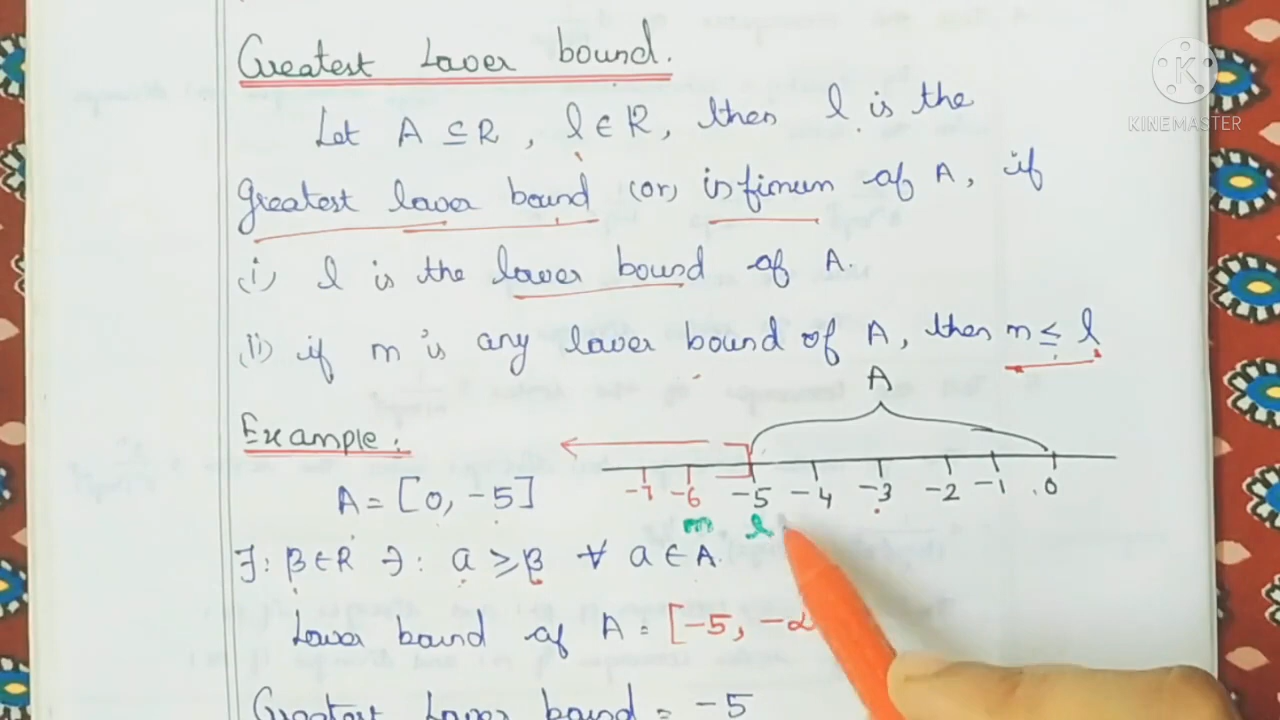 Greatest Lower bound.
K
KINEMASTER
Let A ⊆ R , l ∈ R, then l is the
greatest lower bound (or) infimum of A, if
(i) l is the lower bound of A.
(ii) if m is any lower bound of A, then m ≤ l
A
Example:
-7 -6 -5 -4 -3 -2 -1 0
A = [0, -5]
m l
∃: β ∈ R ∋: a ≥ β ∀ a ∈ A.
Lower bound of A = [-5, -∞
Greatest Lower bound = -5